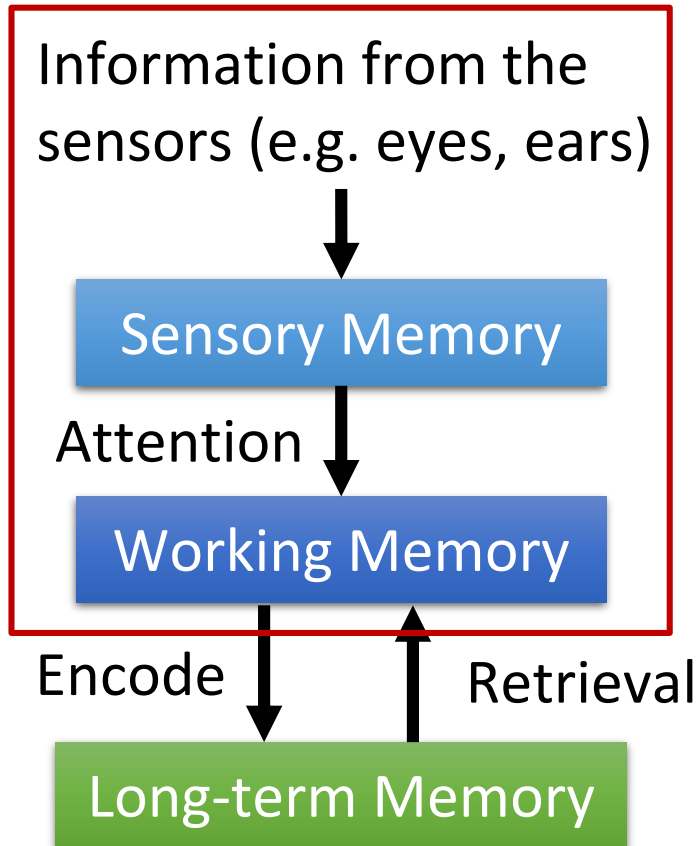 Information from the
sensors (e.g. eyes, ears)
Sensory Memory
Attention
Working Memory
Encode
Retrieval
Long-term Memory